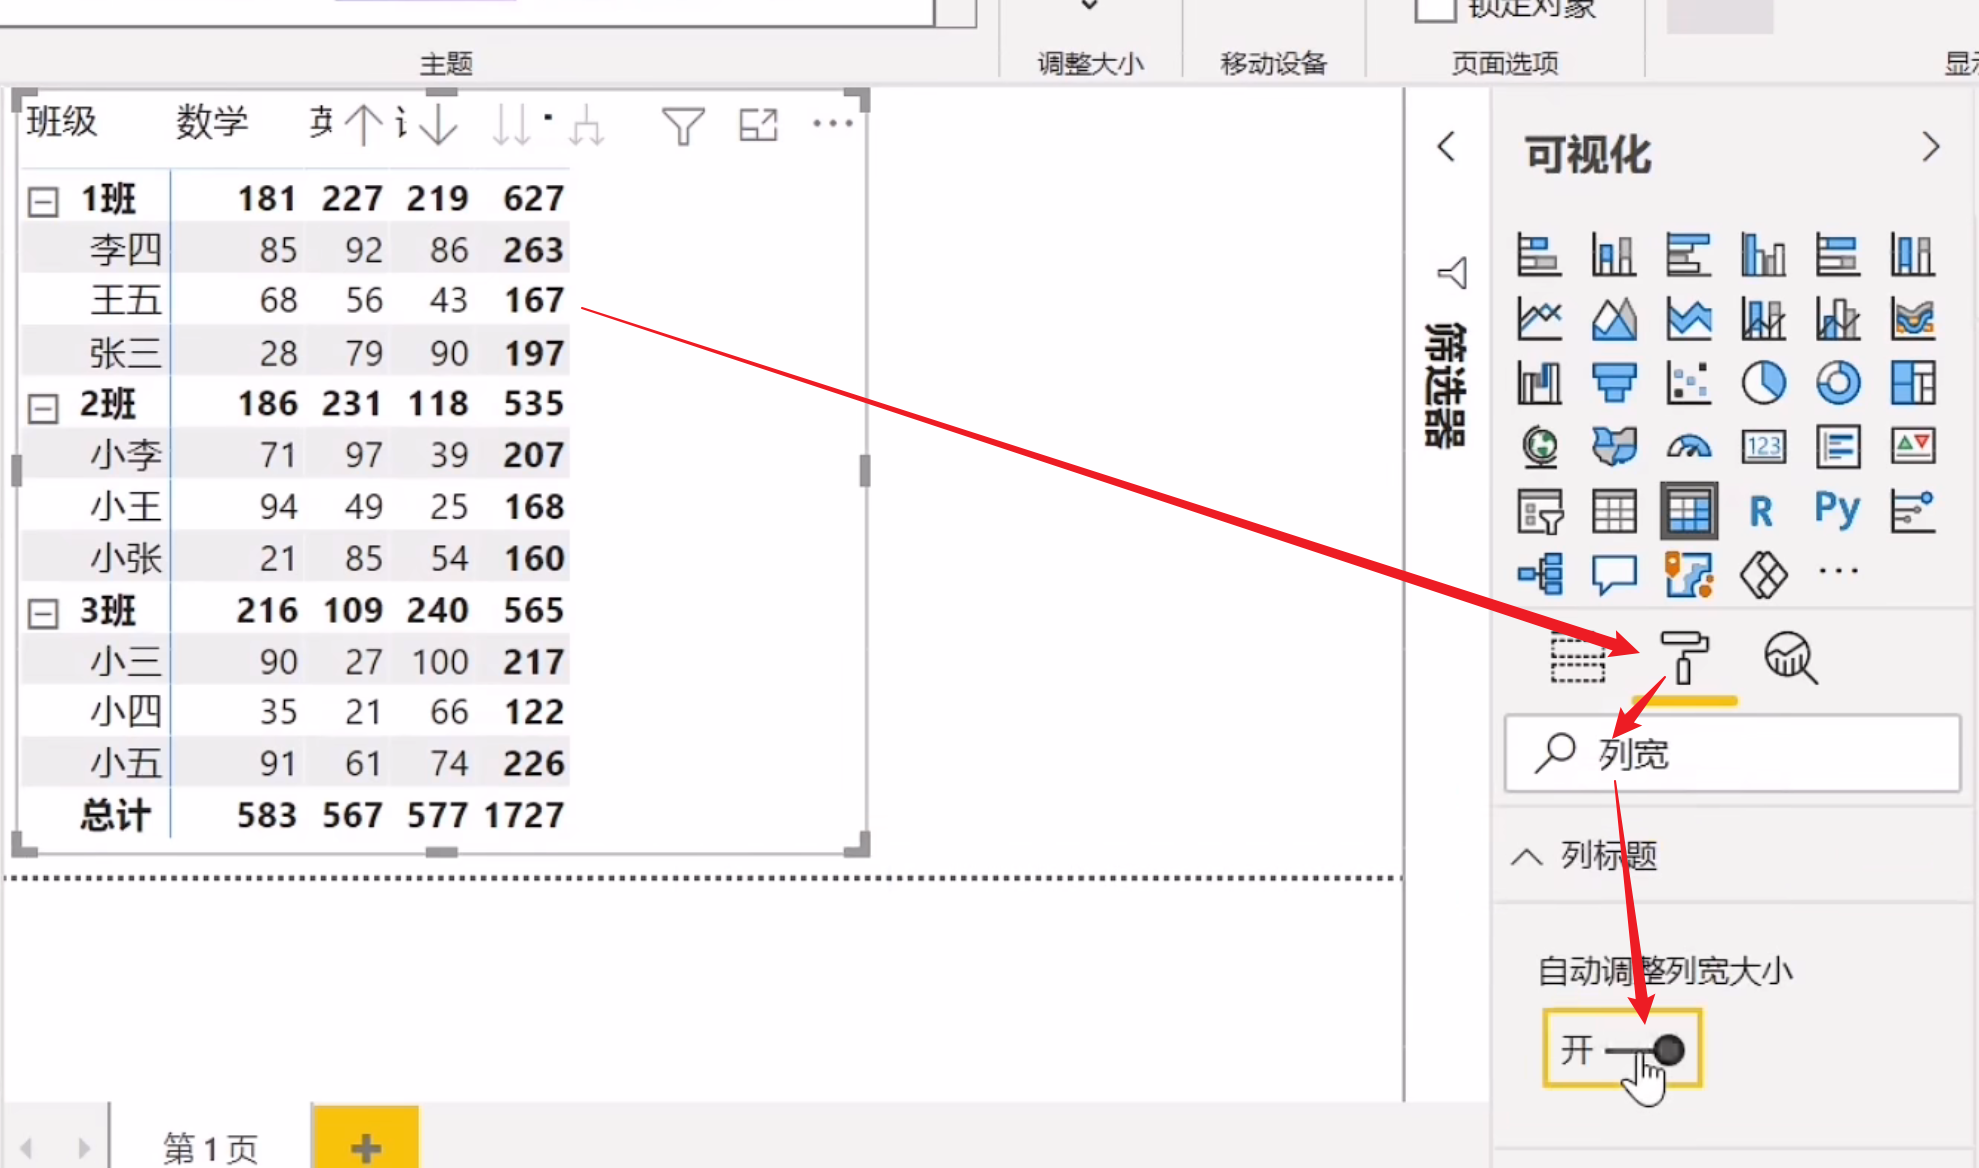 锁定对象
主题
调整大小
移动设备
页面选项
班级 数学
1班 181 227 219 627
李四 85 92 86 263
王五 68 56 43 167
张三 28 79 90 197
2班 186 231 118 535
小李 71 97 39 207
小王 94 49 25 168
小张 21 85 54 160
3班 216 109 240 565
小三 90 27 100 217
小四 35 21 66 122
小五 91 61 74 226
总计 583 567 577 1727
筛选器
可视化
123
R Py
列宽
列标题
自动调整列宽大小
开
第 1 页